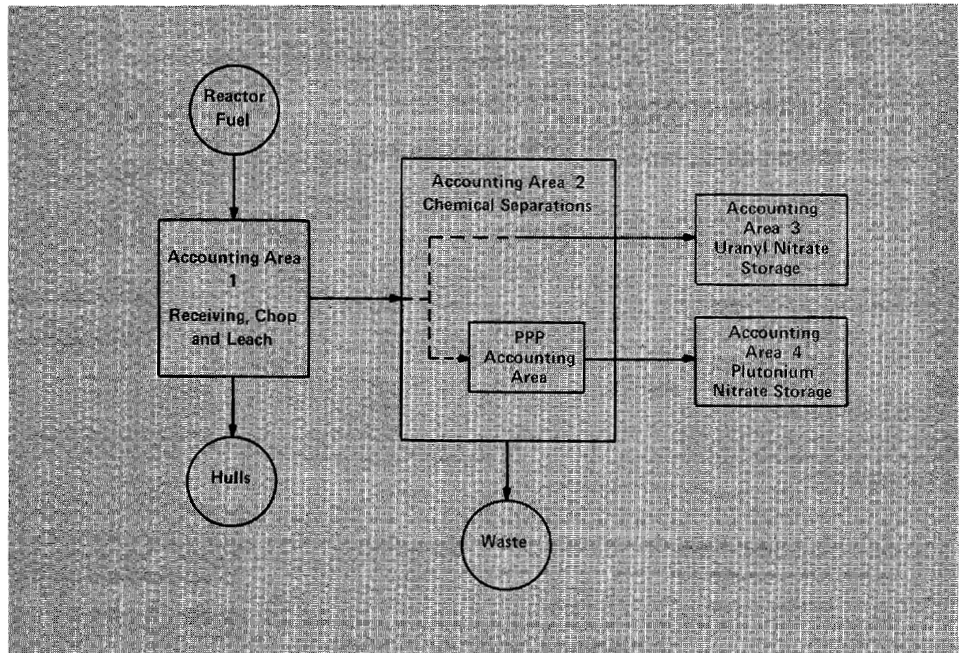 Reactor
Fuel
Accounting Area
1
Receiving, Chop
and Leach
Hulls
Accounting Area 2
Chemical Separations
PPP
Accounting
Area
Waste
Accounting
Area 3
Uranyl Nitrate
Storage
Accounting
Area 4
Plutonium
Nitrate Storage